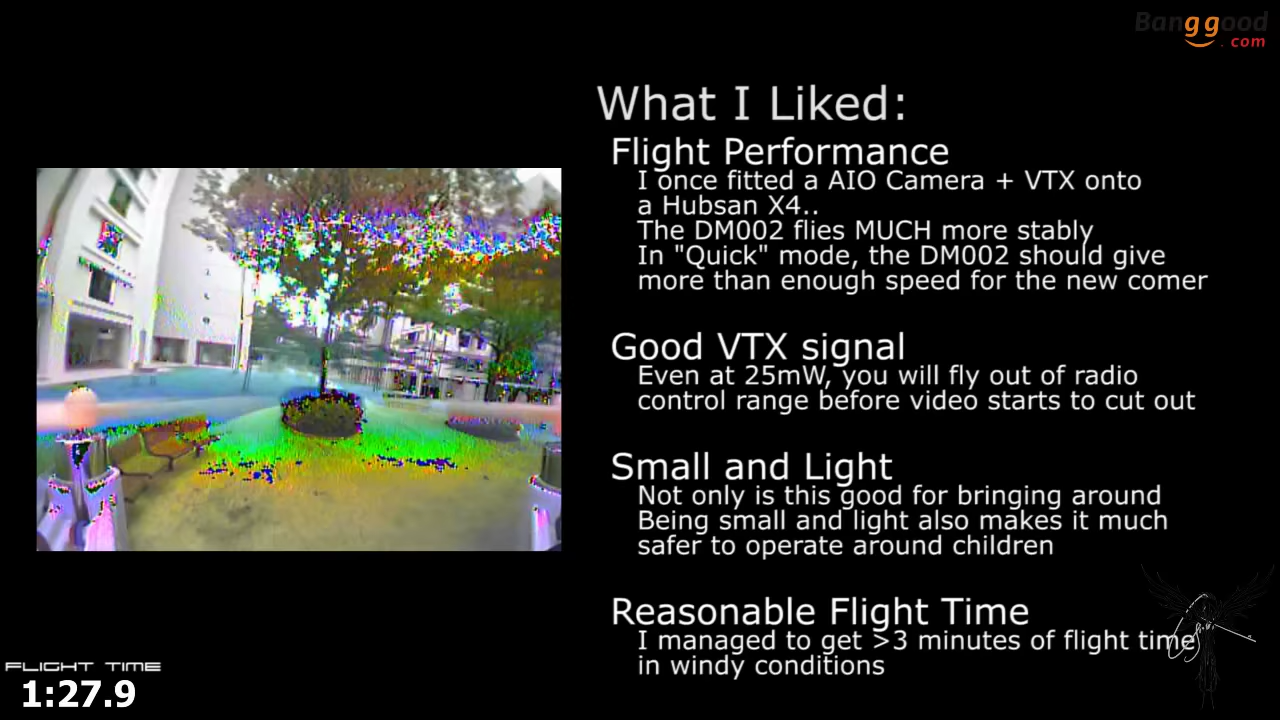 Banggood
.com
What I Liked:
Flight Performance
I once fitted a AIO Camera + VTX onto
a Hubsan X4..
The DM002 flies MUCH more stably
In "Quick" mode, the DM002 should give
more than enough speed for the new comer
Good VTX signal
Even at 25mW, you will fly out of radio
control range before video starts to cut out
Small and Light
Not only is this good for bringing around
Being small and light also makes it much
safer to operate around children
Reasonable Flight Time
I managed to get >3 minutes of flight time
in windy conditions
FLIGHT TIME
1:27.9